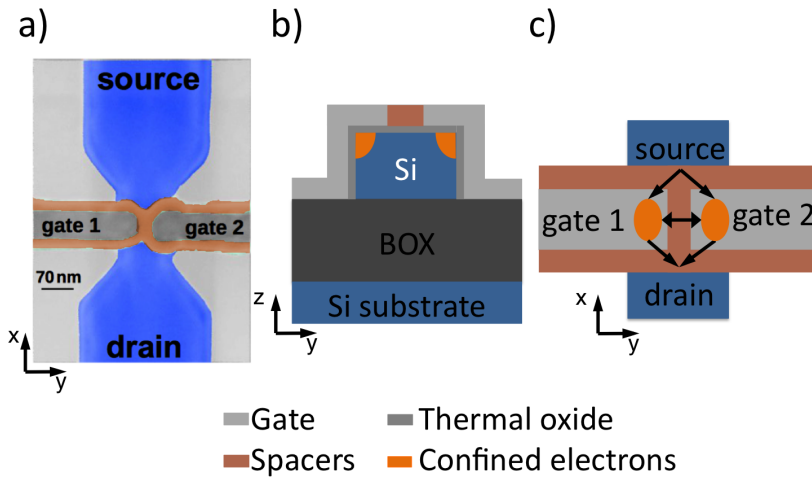 a)
source
gate 1
gate 2
70 nm
drain
x
y
b)
Si
BOX
Si substrate
z
y
c)
source
gate 1
gate 2
drain
x
y
Gate
Thermal oxide
Spacers
Confined electrons